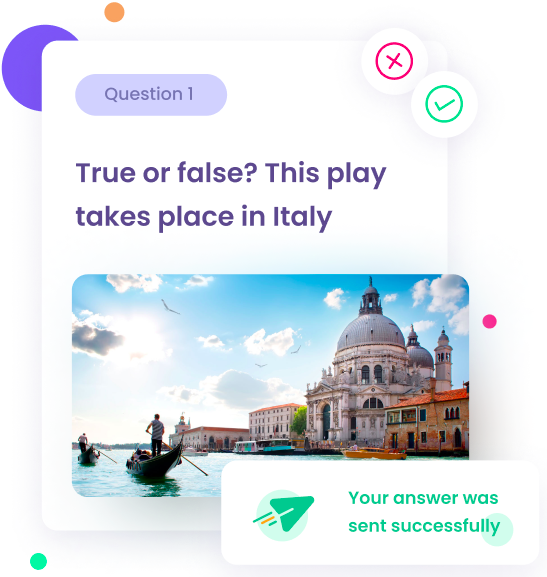 Question 1
True or false? This play
takes place in Italy
Your answer was
sent successfully